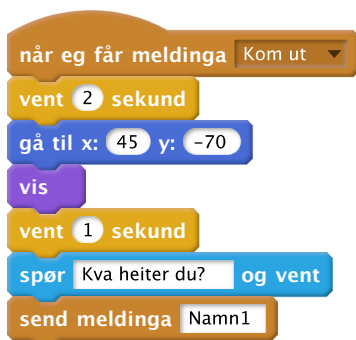 når eg får meldinga Kom ut
vent 2 sekund
gå til x: 45 y: -70
vis
vent 1 sekund
spør Kva heiter du? og vent
send meldinga Namn1